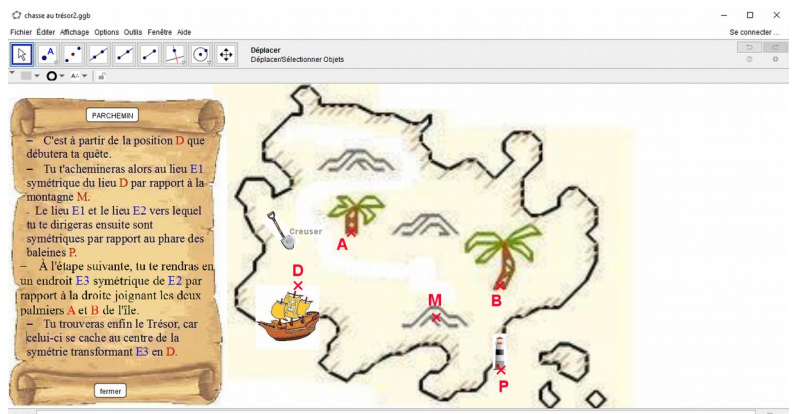 chasse au trésor2.ggb
Fichier Éditer Affichage Options Outils Fenêtre Aide
Se connecter ...
A
Déplacer
Déplacer/Sélectionner Objets
AA
PARCHEMIN
– C'est à partir de la position D que
débutera ta quête.
– Tu t'achemineras alors au lieu E1
symétrique du lieu D par rapport à la
montagne M.
- Le lieu E1 et le lieu E2 vers lequel
tu te dirigeras ensuite sont
symétriques par rapport au phare des
baleines P.
– À l'étape suivante, tu te rendras en
un endroit E3 symétrique de E2 par
rapport à la droite joignant les deux
palmiers A et B de l'île.
– Tu trouveras enfin le Trésor, car
celui-ci se cache au centre de la
symétrie transformant E3 en D.
fermer
Creuser
A
D
B
M
P